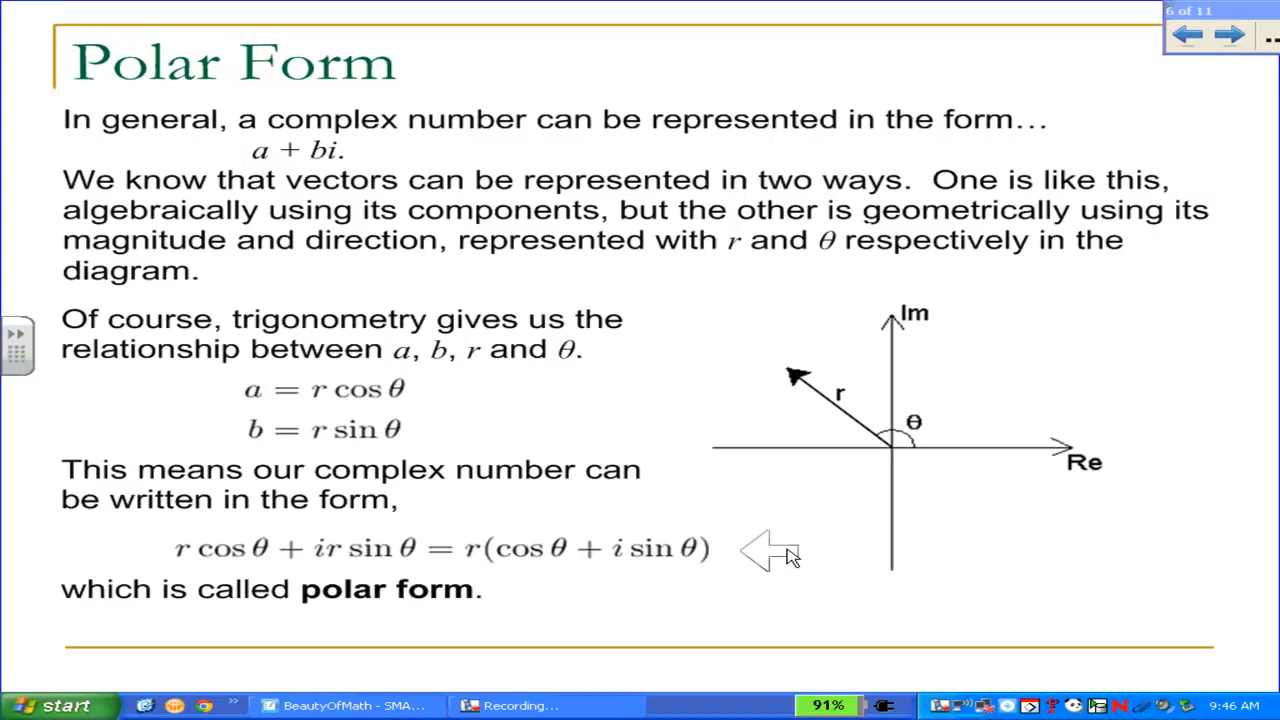 6 of 11
Polar Form
In general, a complex number can be represented in the form…
a + bi.
We know that vectors can be represented in two ways.  One is like this,
algebraically using its components, but the other is geometrically using its
magnitude and direction, represented with r and θ respectively in the
diagram.
Of course, trigonometry gives us the
relationship between a, b, r and θ.
a = r cos θ
b = r sin θ
This means our complex number can
be written in the form,
r cos θ + ir sin θ = r(cos θ + i sin θ)
which is called polar form.
Im
r
θ
Re
start
BeautyOfMath - SMA...
Recording...
91%
9:46 AM